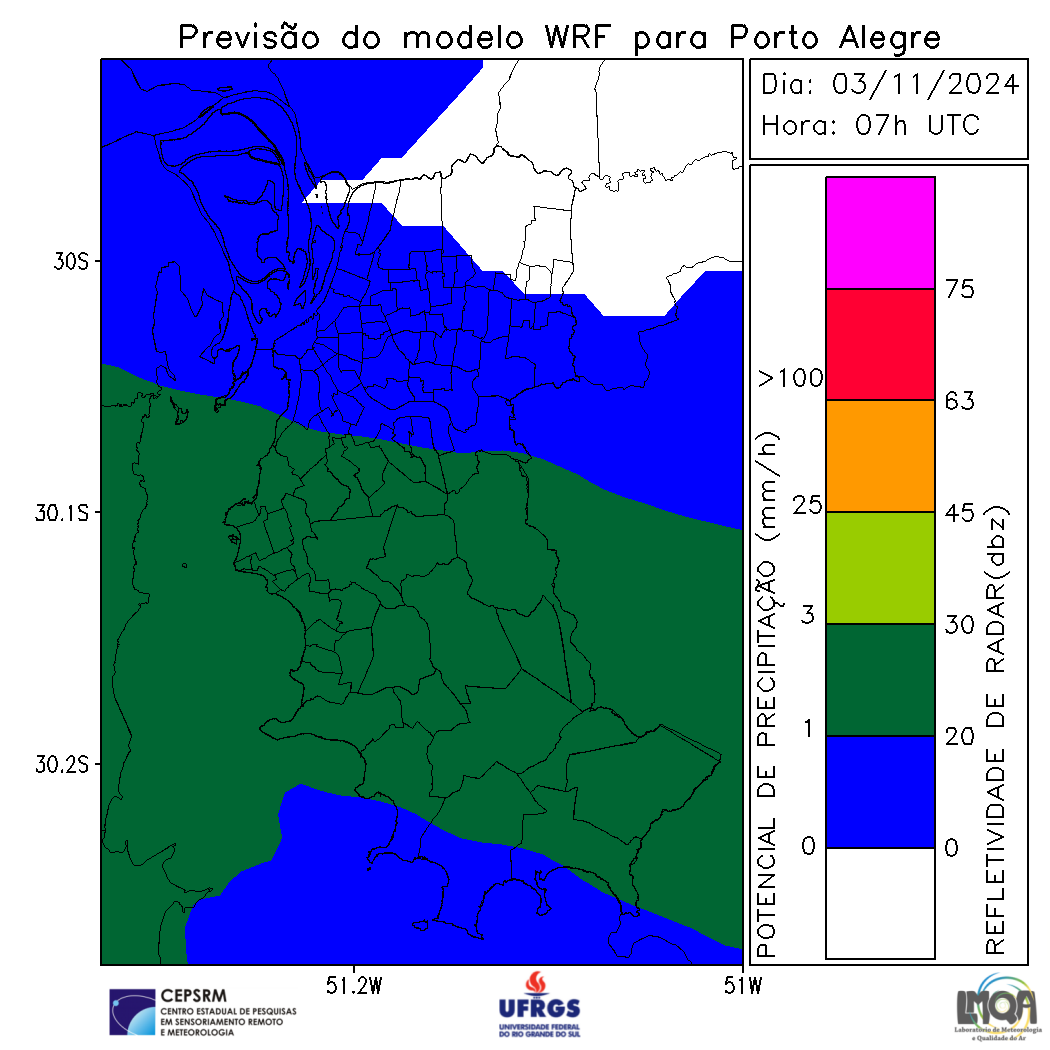 Previsão do modelo WRF para Porto Alegre
Dia: 03/11/2024
Hora: 07h UTC
30S
30.1S
30.2S
51.2W
51W
POTENCIAL DE PRECIPITAÇÃO (mm/h)
>100
25
3
1
0
75
63
45
30
20
0
REFLETIVIDADE DE RADAR(dbz)
CEPSRM
CENTRO ESTADUAL DE PESQUISAS
EM SENSORIAMENTO REMOTO
E METEOROLOGIA
UFRGS
UNIVERSIDADE FEDERAL
DO RIO GRANDE DO SUL
LMQA
Laboratório de Meteorologia
e Qualidade do Ar